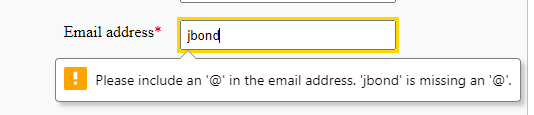 Email address*
jbond
! Please include an '@' in the email address. 'jbond' is missing an '@'.